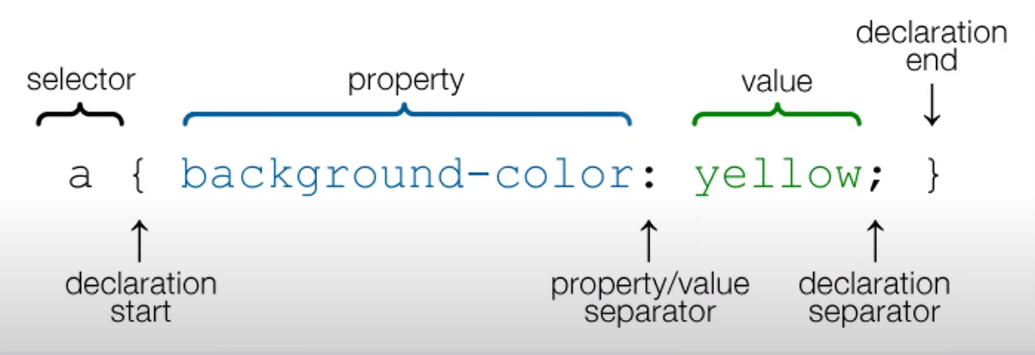 declaration
end
selector
property
value
a { background-color: yellow; }
declaration
start
property/value
separator
declaration
separator